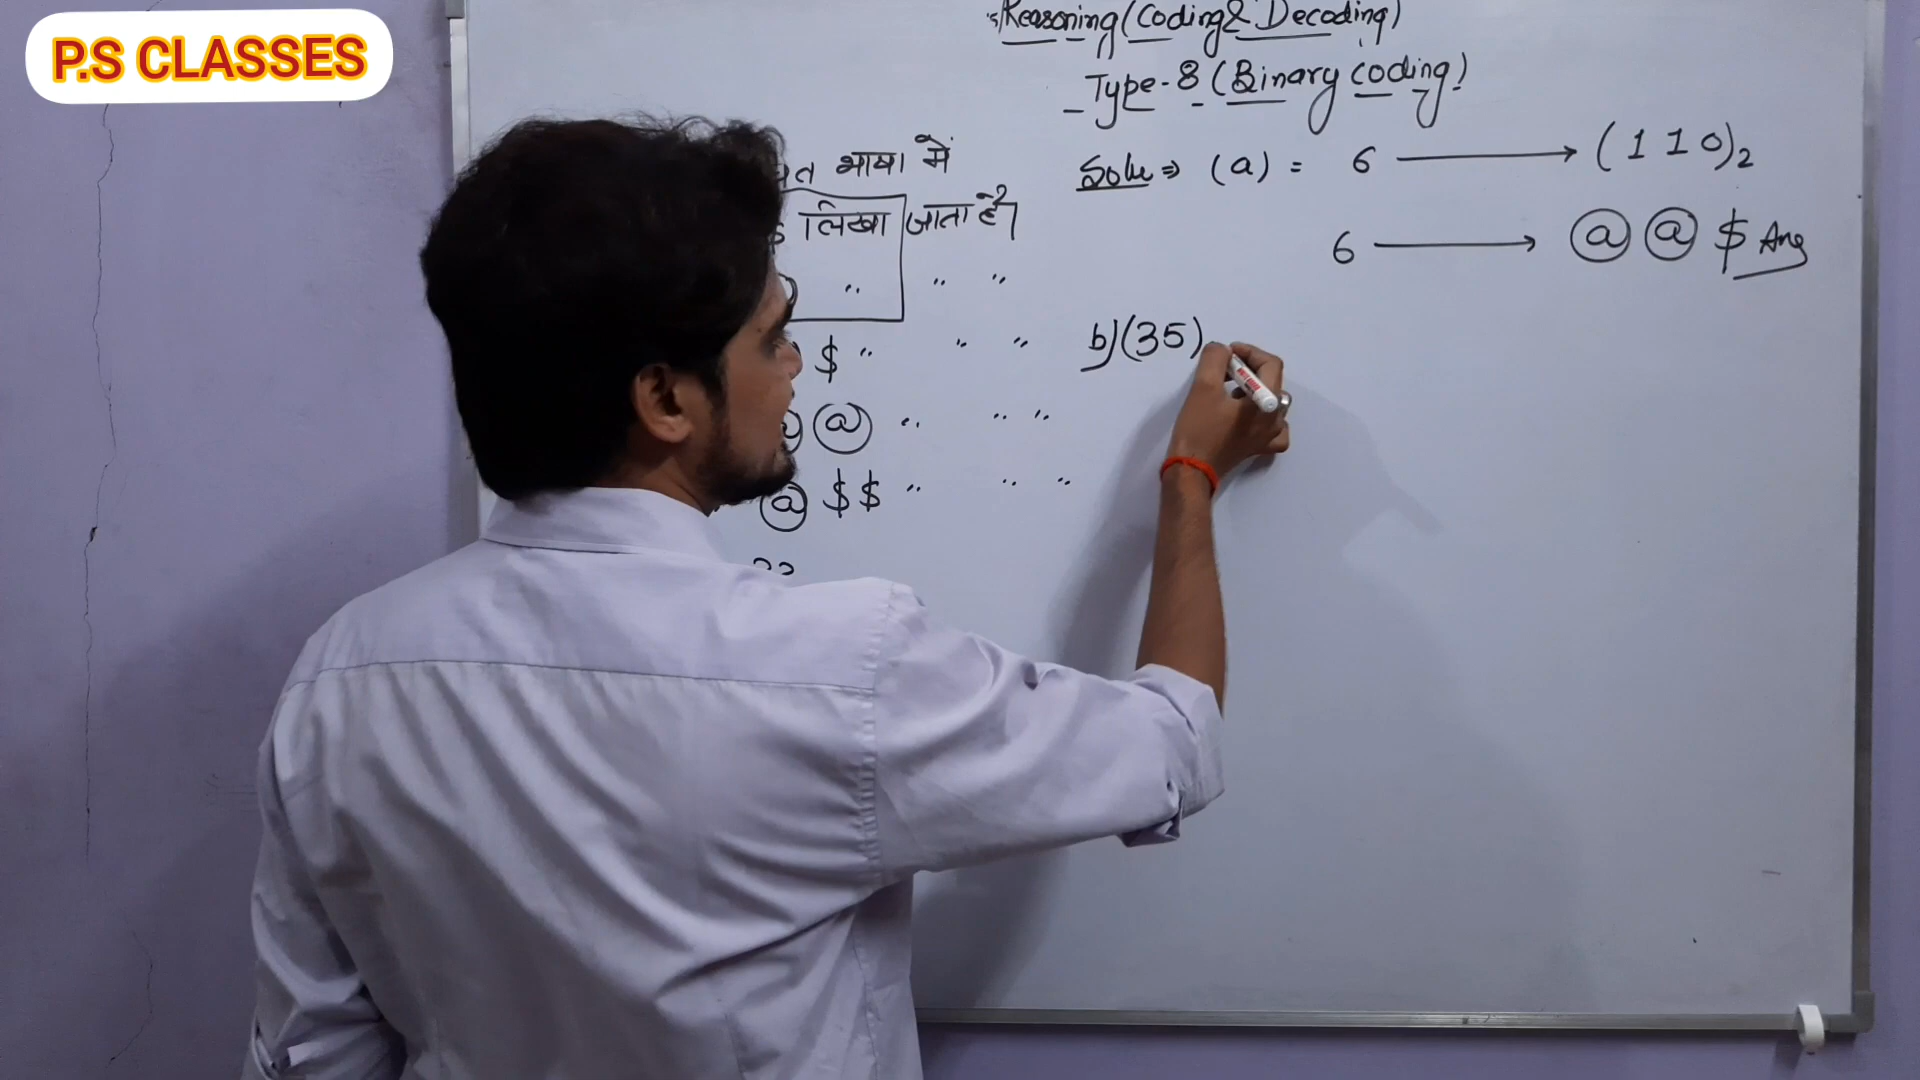 P.S CLASSES
Reasoning (Coding & Decoding)
Type-8 (Binary Coding)
भाषा में
लिखा जाता है।
" " "
$ " " "
@ " " "
@ $ $ " " "
??
Solu ⇒ (a) = 6 ⟶ (1 1 0)₂
6 ⟶ @ @ $ Ans
b) (35)